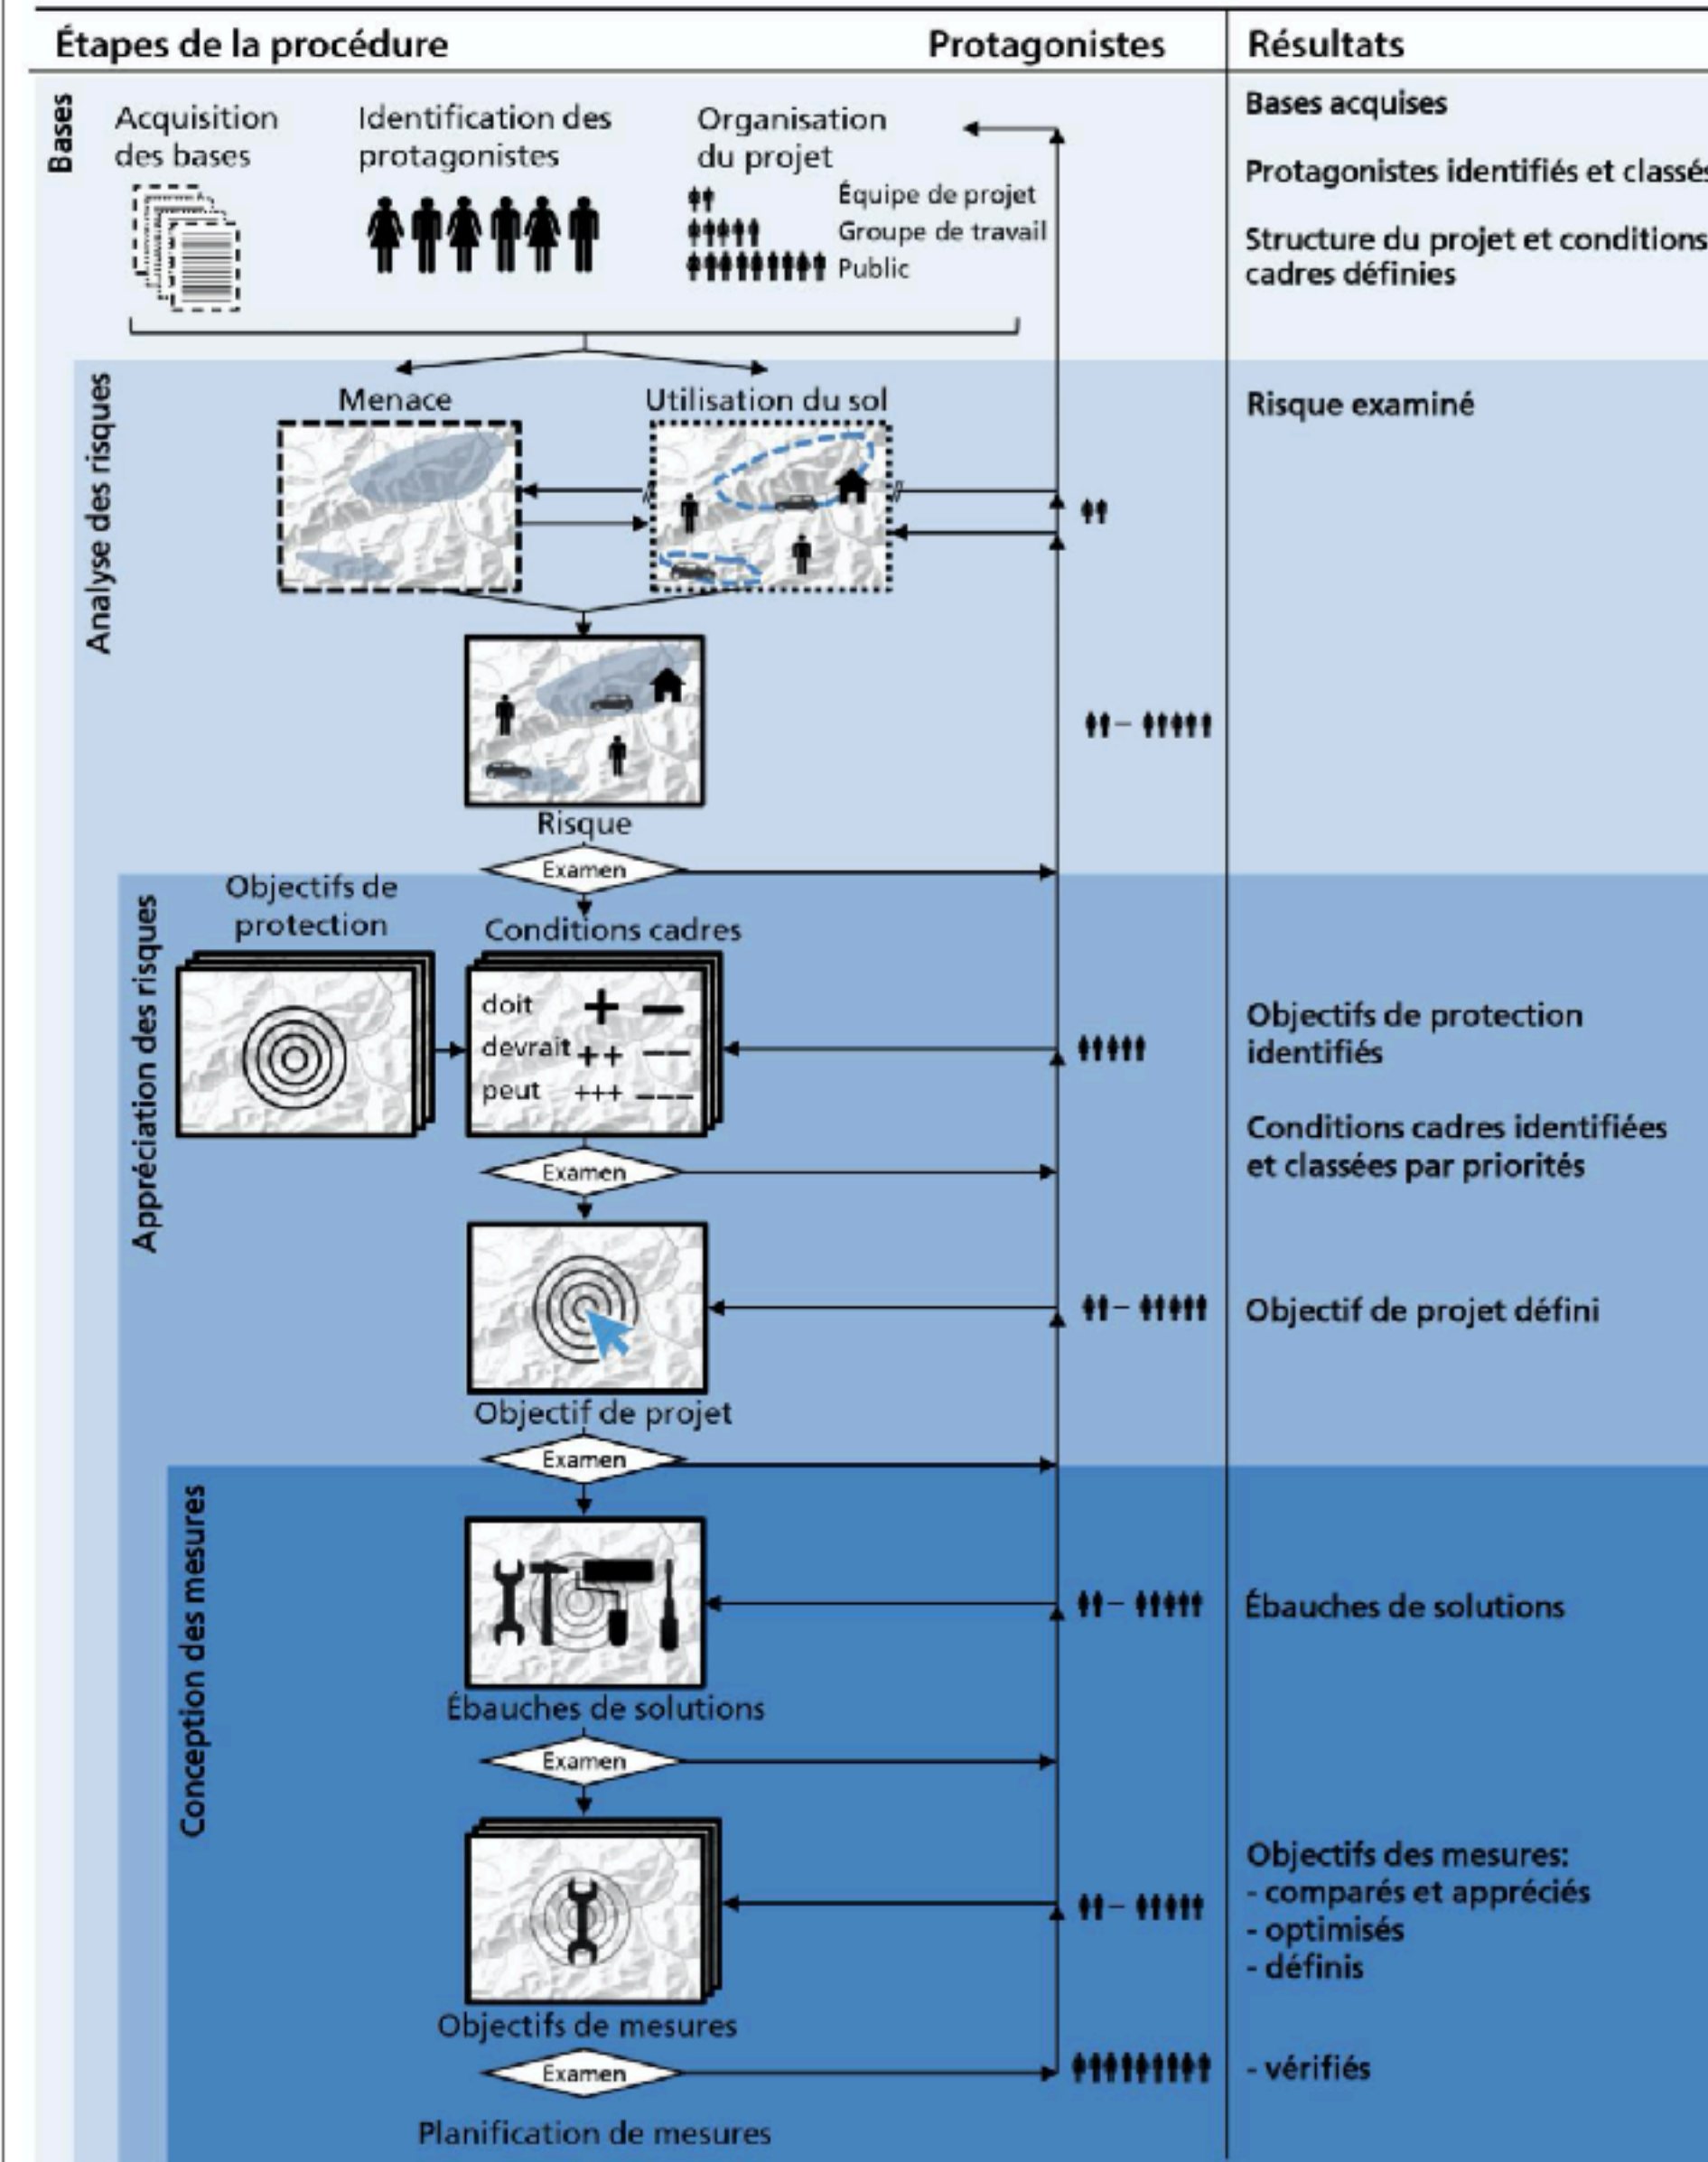 Étapes de la procédure
Protagonistes
Résultats
Bases
Acquisition
des bases
Identification des
protagonistes
Organisation
du projet
Équipe de projet
Groupe de travail
Public
Bases acquises
Protagonistes identifiés et classés
Structure du projet et conditions
cadres définies
Analyse des risques
Menace
Utilisation du sol
Risque examiné
Risque
Examen
Appréciation des risques
Objectifs de
protection
Conditions cadres
doit + −
devrait ++ −−
peut +++ −−−
Objectifs de protection
identifiés
Conditions cadres identifiées
et classées par priorités
Examen
Objectif de projet défini
Objectif de projet
Examen
Conception des mesures
Ébauches de solutions
Ébauches de solutions
Examen
Objectifs des mesures:
- comparés et appréciés
- optimisés
- définis
Objectifs de mesures
Examen
- vérifiés
Planification de mesures